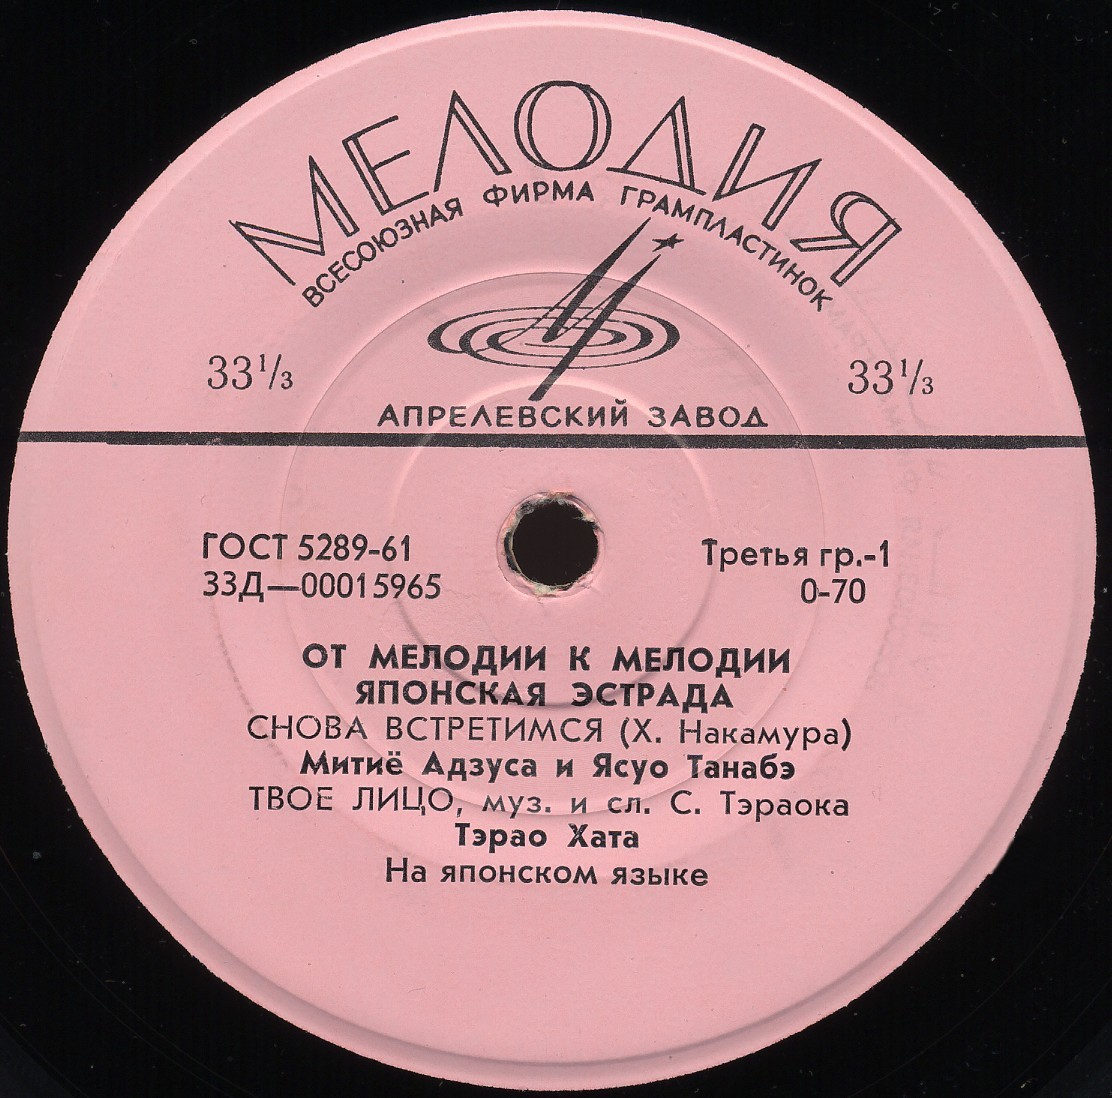 МЕЛОДИЯ
ВСЕСОЮЗНАЯ ФИРМА ГРАМПЛАСТИНОК
33⅓ 33⅓
АПРЕЛЕВСКИЙ ЗАВОД
ГОСТ 5289-61 Третья гр.-1
33Д—00015965 0-70
ОТ МЕЛОДИИ К МЕЛОДИИ
ЯПОНСКАЯ ЭСТРАДА
СНОВА ВСТРЕТИМСЯ (Х. Накамура)
Митиё Адзуса и Ясуо Танабэ
ТВОЕ ЛИЦО, муз. и сл. С. Тэраока
Тэрао Хата
На японском языке